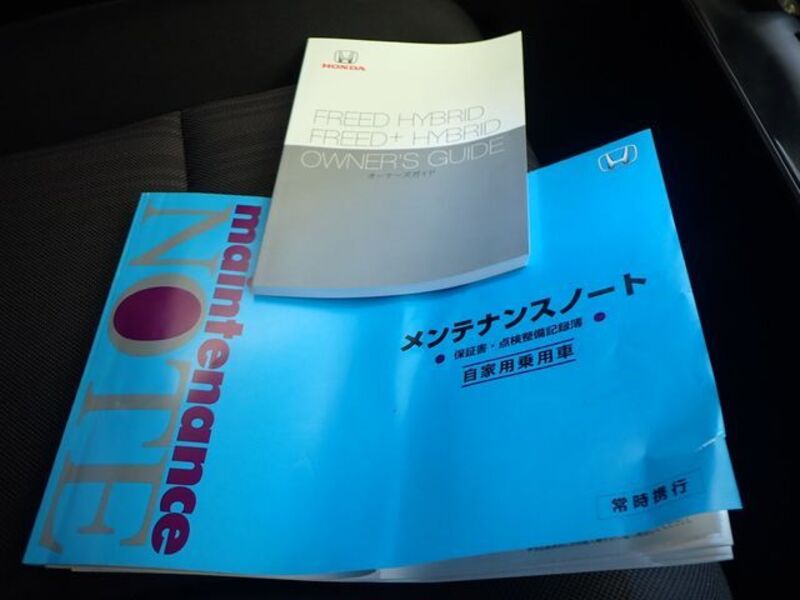 HONDA
FREED HYBRID
FREED+ HYBRID
OWNER'S GUIDE
オーナーズガイド
maintenance
NOTE
メンテナンスノート
保証書・点検整備記録簿
自家用乗用車
常時携行